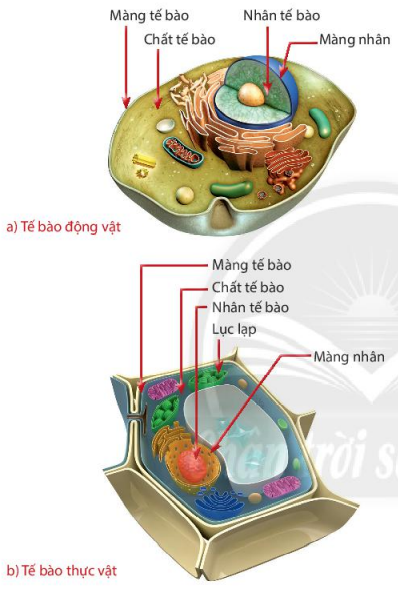 Màng tế bào
Nhân tế bào
Chất tế bào
Màng nhân
a) Tế bào động vật
Màng tế bào
Chất tế bào
Nhân tế bào
Lục lạp
Màng nhân
trời s
b) Tế bào thực vật